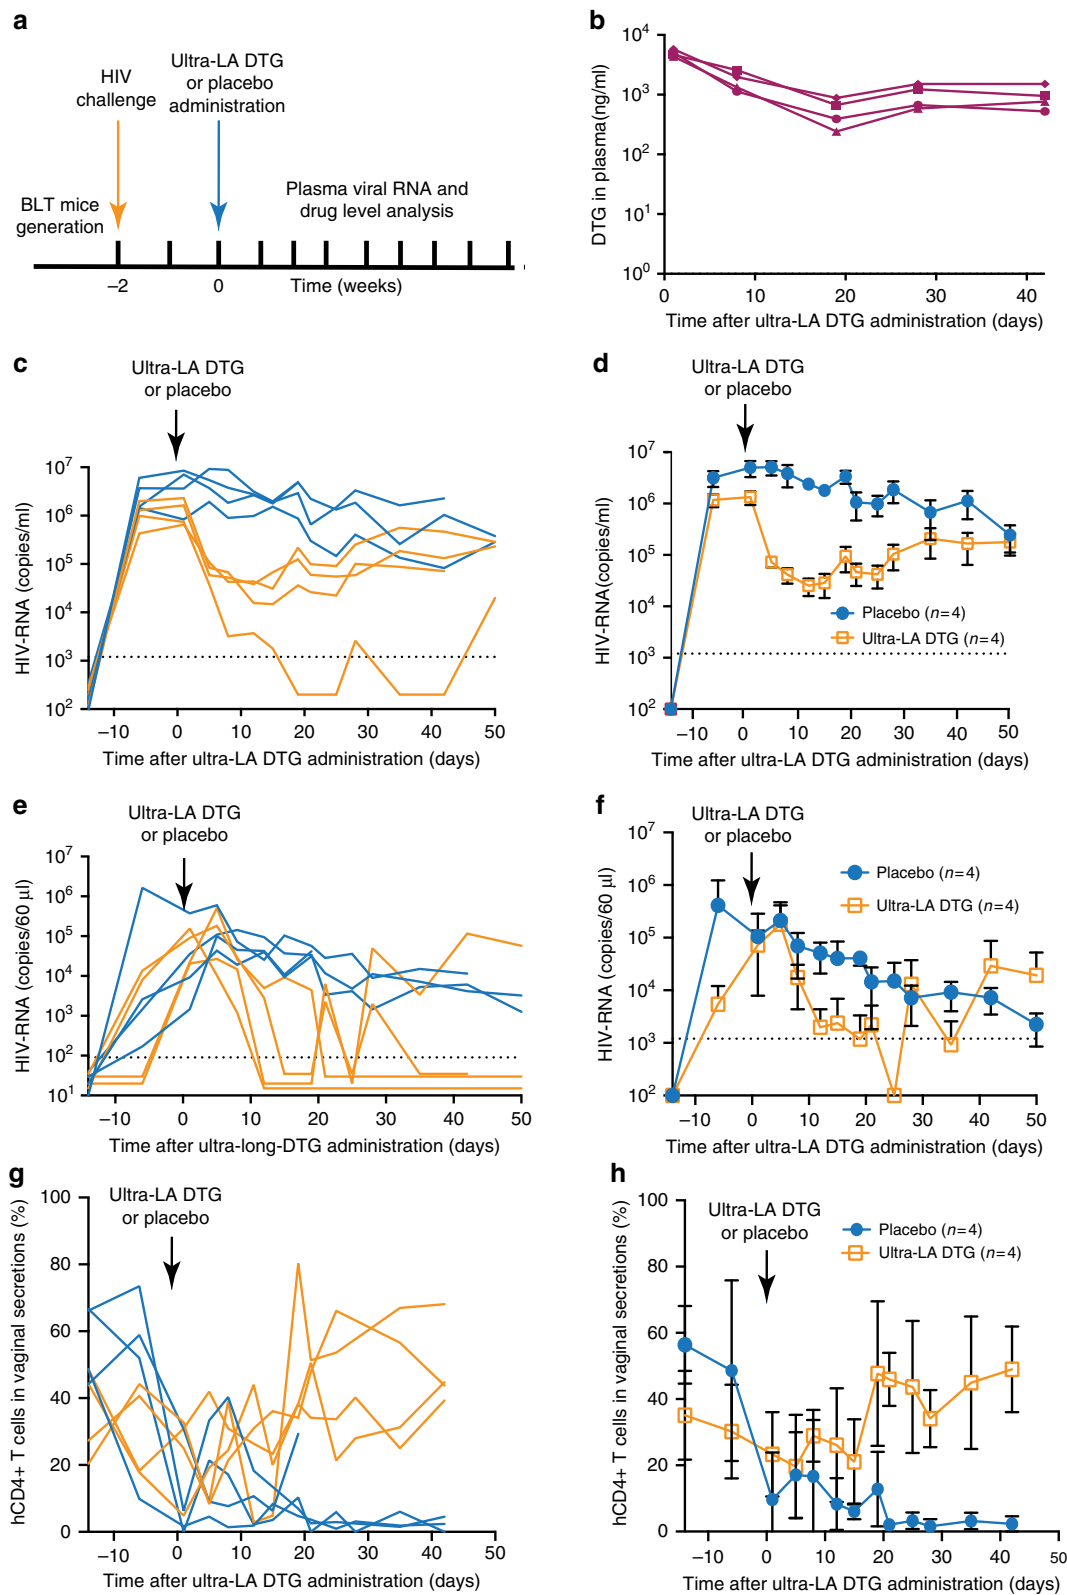 a
HIV
challenge
Ultra-LA DTG
or placebo
administration
BLT mice
generation
Plasma viral RNA and
drug level analysis
–2
0
Time (weeks)
b
DTG in plasma(ng/ml)
10^4
10^3
10^2
10^1
10^0
0 10 20 30 40
Time after ultra-LA DTG administration (days)
c
Ultra-LA DTG
or placebo
HIV-RNA (copies/ml)
10^7
10^6
10^5
10^4
10^3
10^2
–10 0 10 20 30 40 50
Time after ultra-LA DTG administration (days)
d
Ultra-LA DTG
or placebo
HIV-RNA(copies/ml)
10^7
10^6
10^5
10^4
10^3
10^2
Placebo (n=4)
Ultra-LA DTG (n=4)
–10 0 10 20 30 40 50
Time after ultra-LA DTG administration (days)
e
Ultra-LA DTG
or placebo
HIV-RNA (copies/60 µl)
10^7
10^6
10^5
10^4
10^3
10^2
10^1
–10 0 10 20 30 40 50
Time after ultra-long-DTG administration (days)
f
Ultra-LA DTG
or placebo
HIV-RNA (copies/60 µl)
10^7
10^6
10^5
10^4
10^3
10^2
Placebo (n=4)
Ultra-LA DTG (n=4)
–10 0 10 20 30 40 50
Time after ultra-LA DTG administration (days)
g
Ultra-LA DTG
or placebo
hCD4+ T cells in vaginal secretions (%)
100
80
60
40
20
0
–10 0 10 20 30 40 50
Time after ultra-LA DTG administration (days)
h
Ultra-LA DTG
or placebo
hCD4+ T cells in vaginal secretions (%)
100
80
60
40
20
0
Placebo (n=4)
Ultra-LA DTG (n=4)
–10 0 10 20 30 40 50
Time after ultra-LA DTG administration (days)